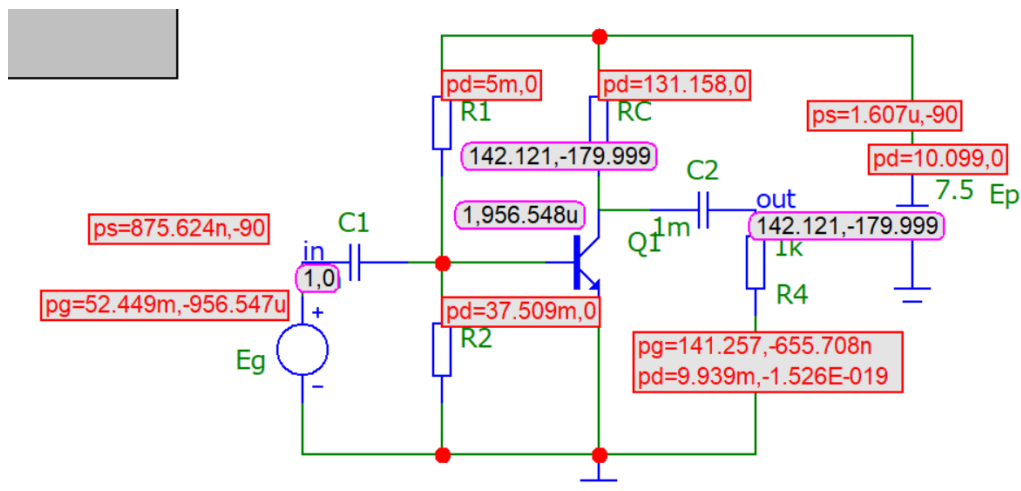 pd=5m,0
pd=131.158,0
R1
RC
ps=1.607u,-90
142.121,-179.999
pd=10.099,0
C2
7.5
Ep
out
1,956.548u
ps=875.624n,-90
C1
1m
142.121,-179.999
Q1
in
1k
1,0
R4
pg=52.449m,-956.547u
pd=37.509m,0
+
R2
Eg
pg=141.257,-655.708n
pd=9.939m,-1.526E-019
−